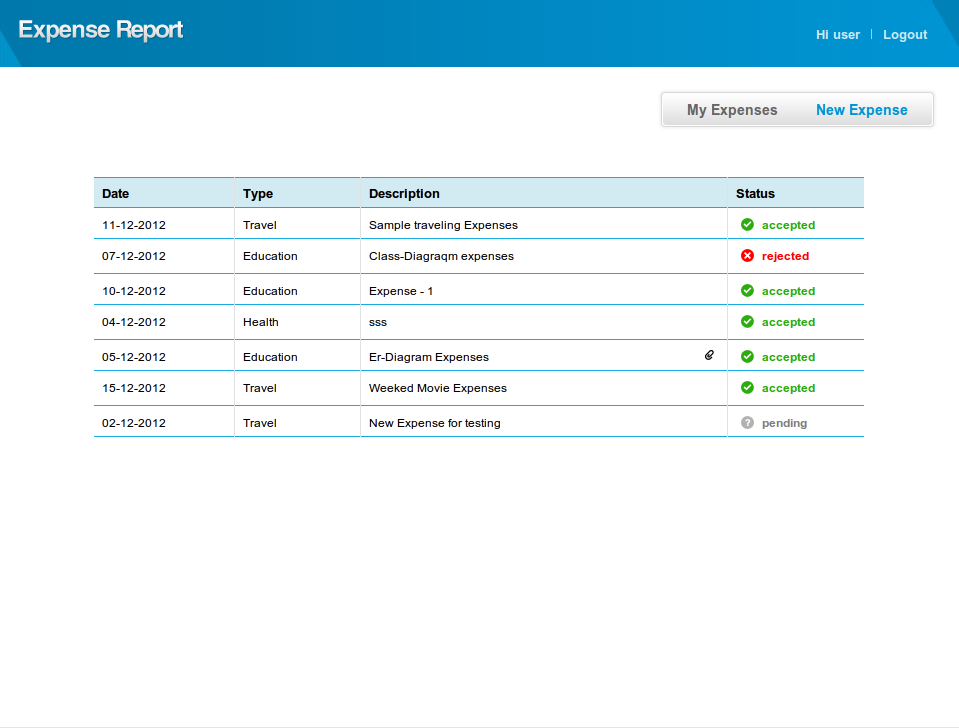 Expense Report
Hi user | Logout
My Expenses New Expense
Date Type Description Status
11-12-2012 Travel Sample traveling Expenses accepted
07-12-2012 Education Class-Diagraqm expenses rejected
10-12-2012 Education Expense - 1 accepted
04-12-2012 Health sss accepted
05-12-2012 Education Er-Diagram Expenses accepted
15-12-2012 Travel Weeked Movie Expenses accepted
02-12-2012 Travel New Expense for testing ? pending